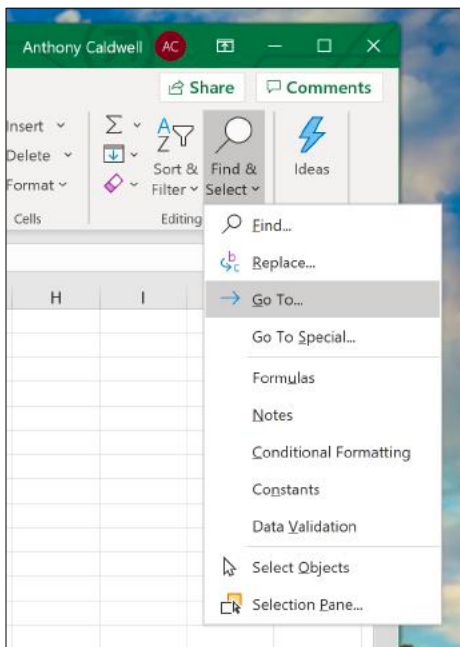 Anthony Caldwell AC
Share Comments
Insert
Delete
Format
Sort & Filter
Find & Select
Ideas
Cells
Editing
Find...
Replace...
Go To...
Go To Special...
Formulas
Notes
Conditional Formatting
Constants
Data Validation
Select Objects
Selection Pane...
H I